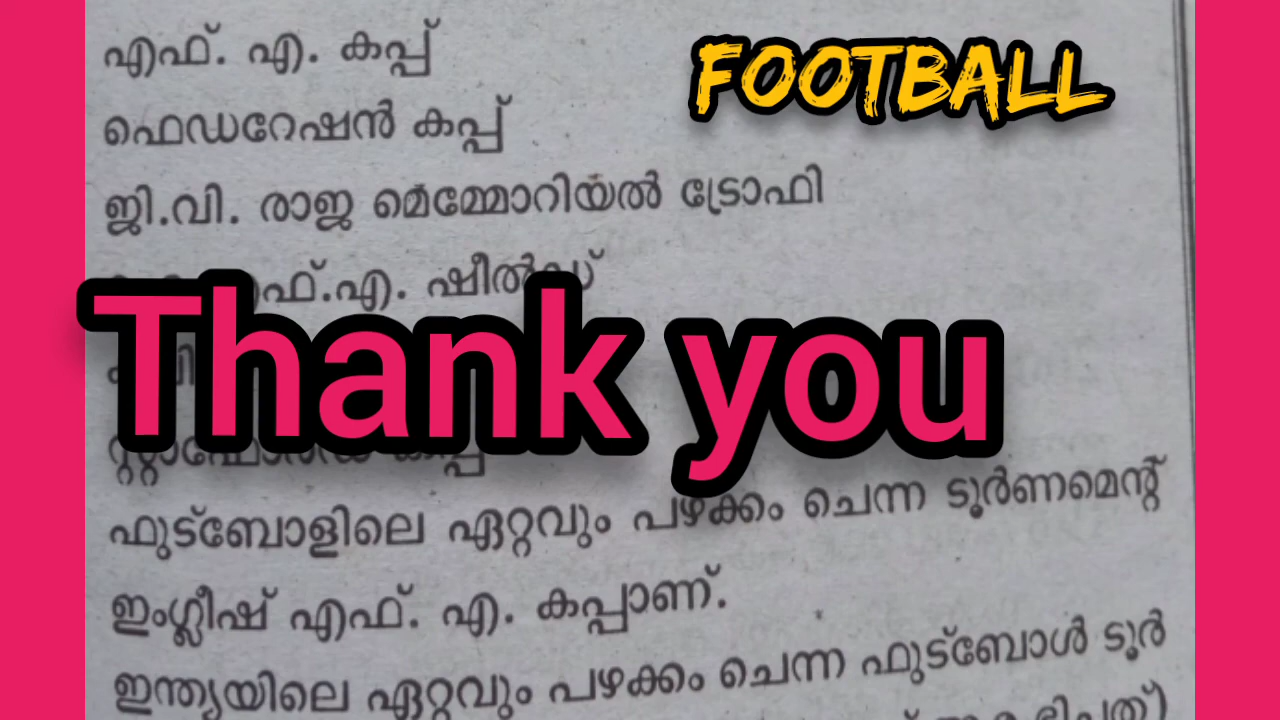 എഫ്. എ. കപ്പ്
FOOTBALL
ഫെഡറേഷൻ കപ്പ്
ജി.വി. രാജ മെമ്മോറിയൽ ട്രോഫി
ഷീൽഡ്
Thank you
കപ്പ്
ഫുട്ബോളിലെ ഏറ്റവും പഴക്കം ചെന്ന ടൂർണമെന്റ്
ഇംഗ്ലീഷ് എഫ്. എ. കപ്പാണ്.
ഇന്ത്യയിലെ ഏറ്റവും പഴക്കം ചെന്ന ഫുട്ബോൾ ടൂർ